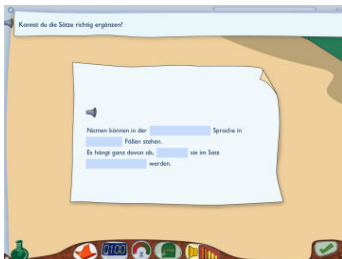 Kannst du die Sätze richtig ergänzen?
Nomen können in der Sprache in
Fällen stehen.
Es hängt ganz davon ab, sie im Satz
werden.